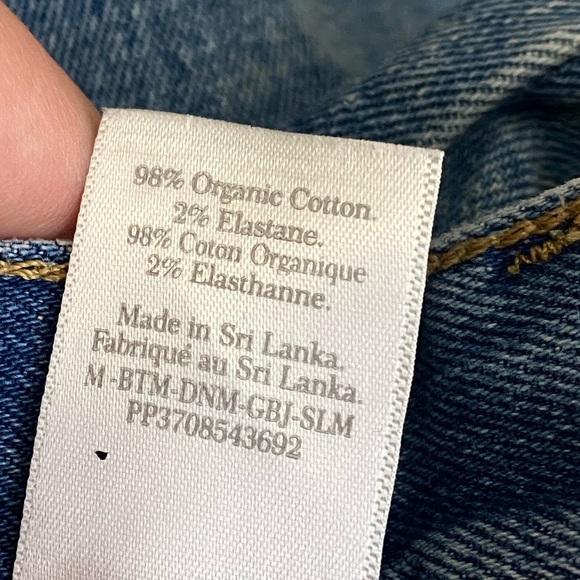 98% Organic Cotton.
2% Elastane.
98% Coton Organique
2% Elasthanne.
Made in Sri Lanka.
Fabriqué au Sri Lanka.
M-BTM-DNM-GBJ-SLM
PP3708543692